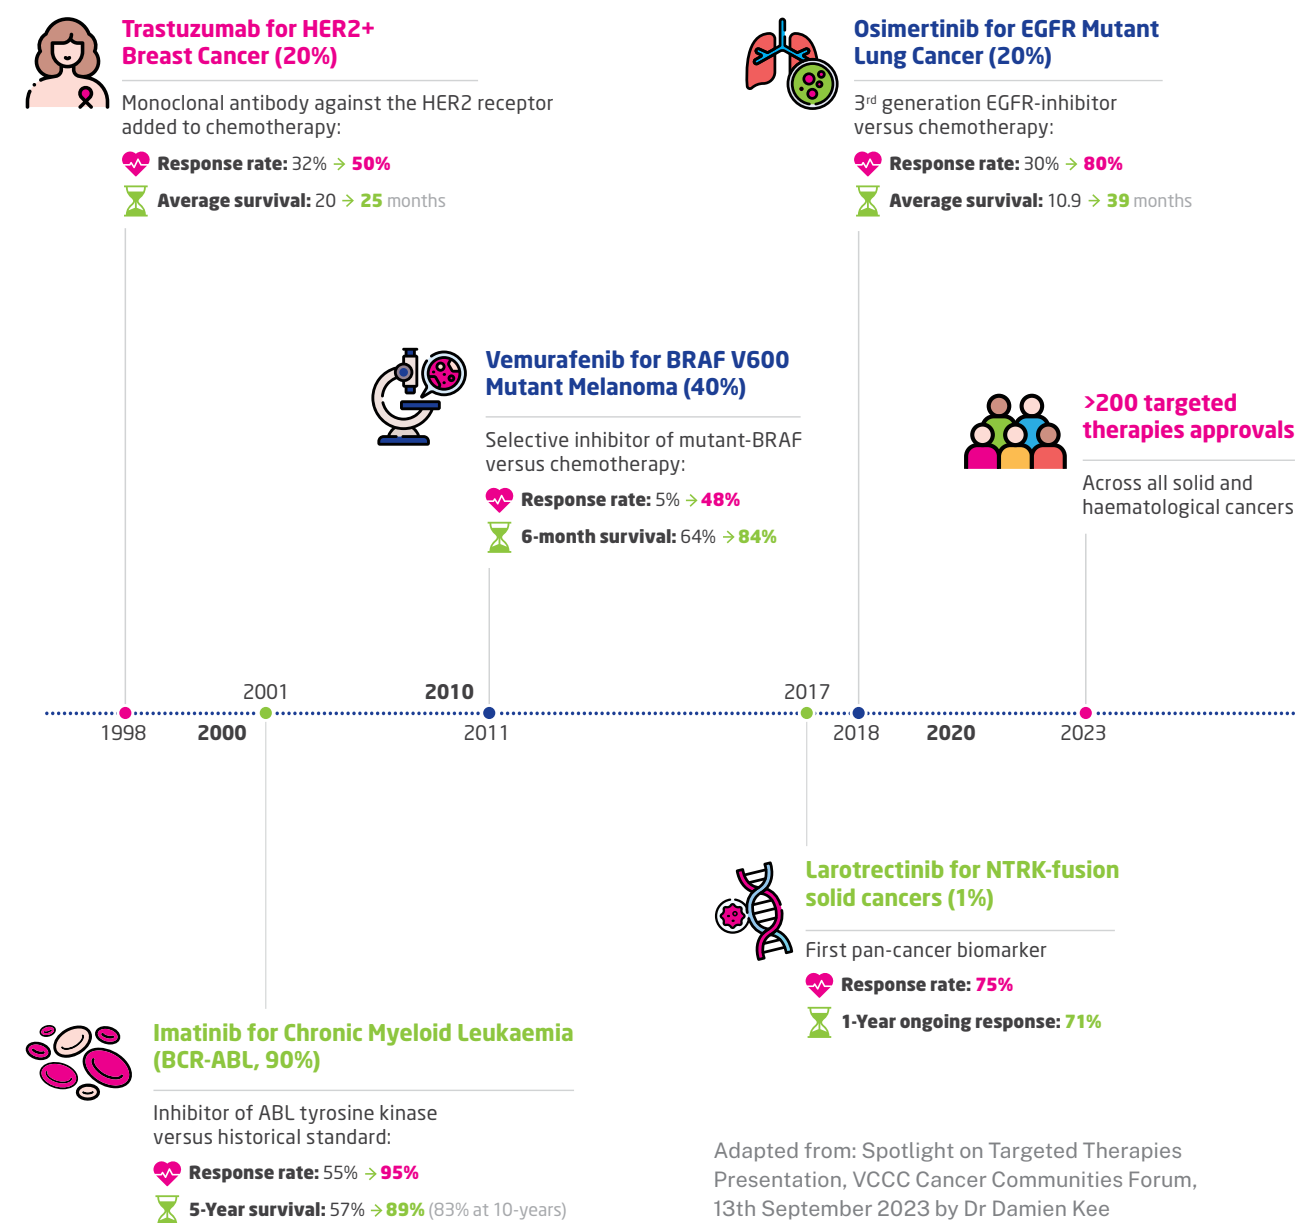 Trastuzumab for HER2+
Breast Cancer (20%)
Monoclonal antibody against the HER2 receptor
added to chemotherapy:
Response rate: 32% → 50%
Average survival: 20 → 25 months
Osimertinib for EGFR Mutant
Lung Cancer (20%)
3rd generation EGFR-inhibitor
versus chemotherapy:
Response rate: 30% → 80%
Average survival: 10.9 → 39 months
Vemurafenib for BRAF V600
Mutant Melanoma (40%)
Selective inhibitor of mutant-BRAF
versus chemotherapy:
Response rate: 5% → 48%
6-month survival: 64% → 84%
>200 targeted
therapies approvals
Across all solid and
haematological cancers
2001
2010
2017
1998
2000
2011
2018
2020
2023
Larotrectinib for NTRK-fusion
solid cancers (1%)
First pan-cancer biomarker
Response rate: 75%
1-Year ongoing response: 71%
Imatinib for Chronic Myeloid Leukaemia
(BCR-ABL, 90%)
Inhibitor of ABL tyrosine kinase
versus historical standard:
Response rate: 55% → 95%
5-Year survival: 57% → 89% (83% at 10-years)
Adapted from: Spotlight on Targeted Therapies
Presentation, VCCC Cancer Communities Forum,
13th September 2023 by Dr Damien Kee